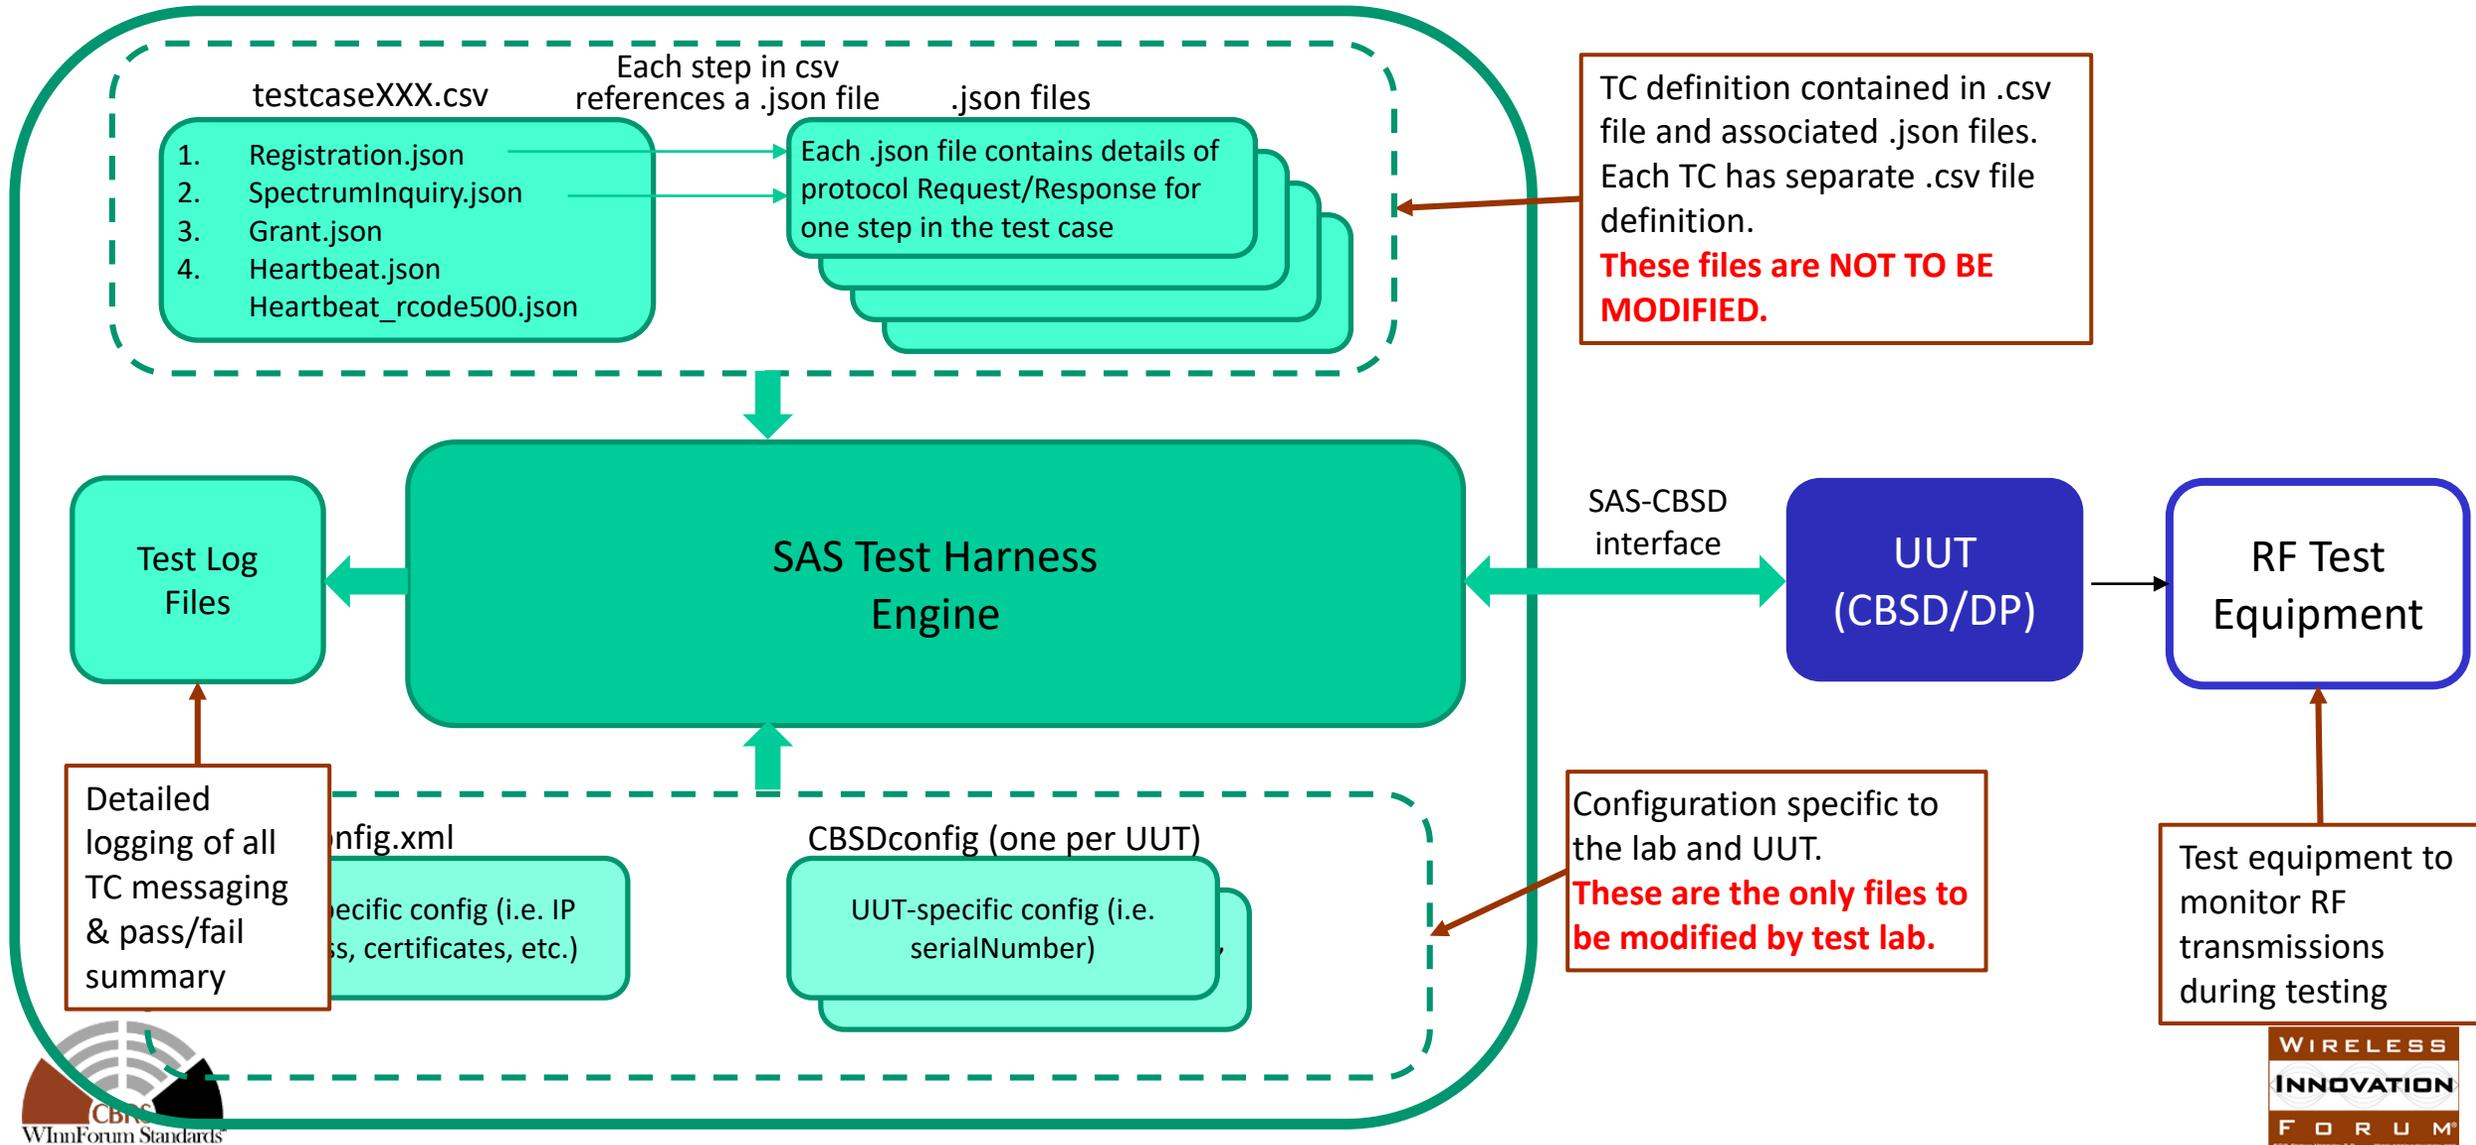 testcaseXXX.csv
Each step in csv
references a .json file
.json files
1. Registration.json
2. SpectrumInquiry.json
3. Grant.json
4. Heartbeat.json
Heartbeat_rcode500.json
Each .json file contains details of
protocol Request/Response for
one step in the test case
TC definition contained in .csv
file and associated .json files.
Each TC has separate .csv file
definition.
These files are NOT TO BE
MODIFIED.
Test Log
Files
SAS Test Harness
Engine
SAS-CBSD
interface
UUT
(CBSD/DP)
RF Test
Equipment
Detailed
logging of all
TC messaging
& pass/fail
summary
nfig.xml
ecific config (i.e. IP
ss, certificates, etc.)
CBSDconfig (one per UUT)
UUT-specific config (i.e.
serialNumber)
Configuration specific to
the lab and UUT.
These are the only files to
be modified by test lab.
Test equipment to
monitor RF
transmissions
during testing
CBRS
WInnForum Standards
WIRELESS
INNOVATION
FORUM